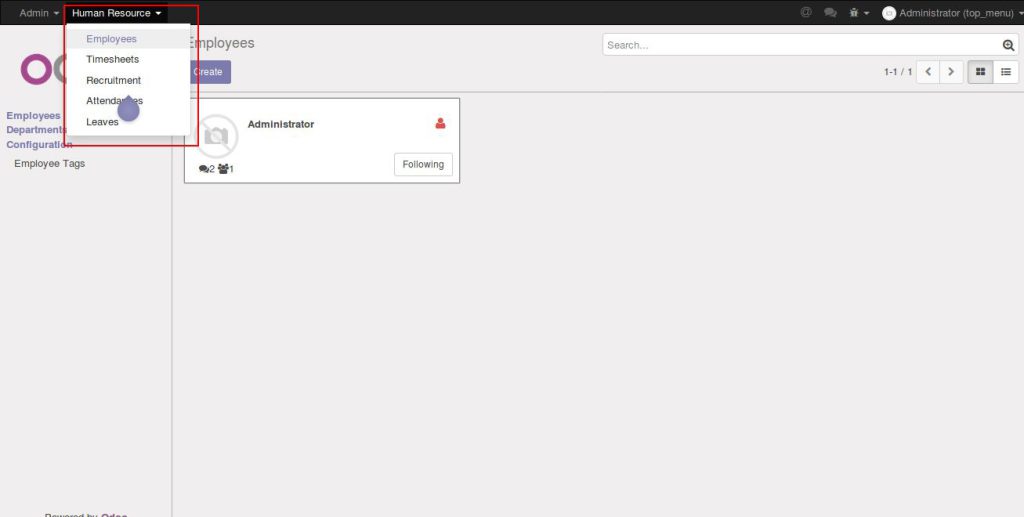 Admin Human Resource Administrator (top_menu)
Employees
Timesheets
Recruitment
Leaves
Employees
Search...
Create
1-1 / 1
Employees
Departments
Configuration
Employee Tags
Administrator
2 1
Following
Powered by Odoo